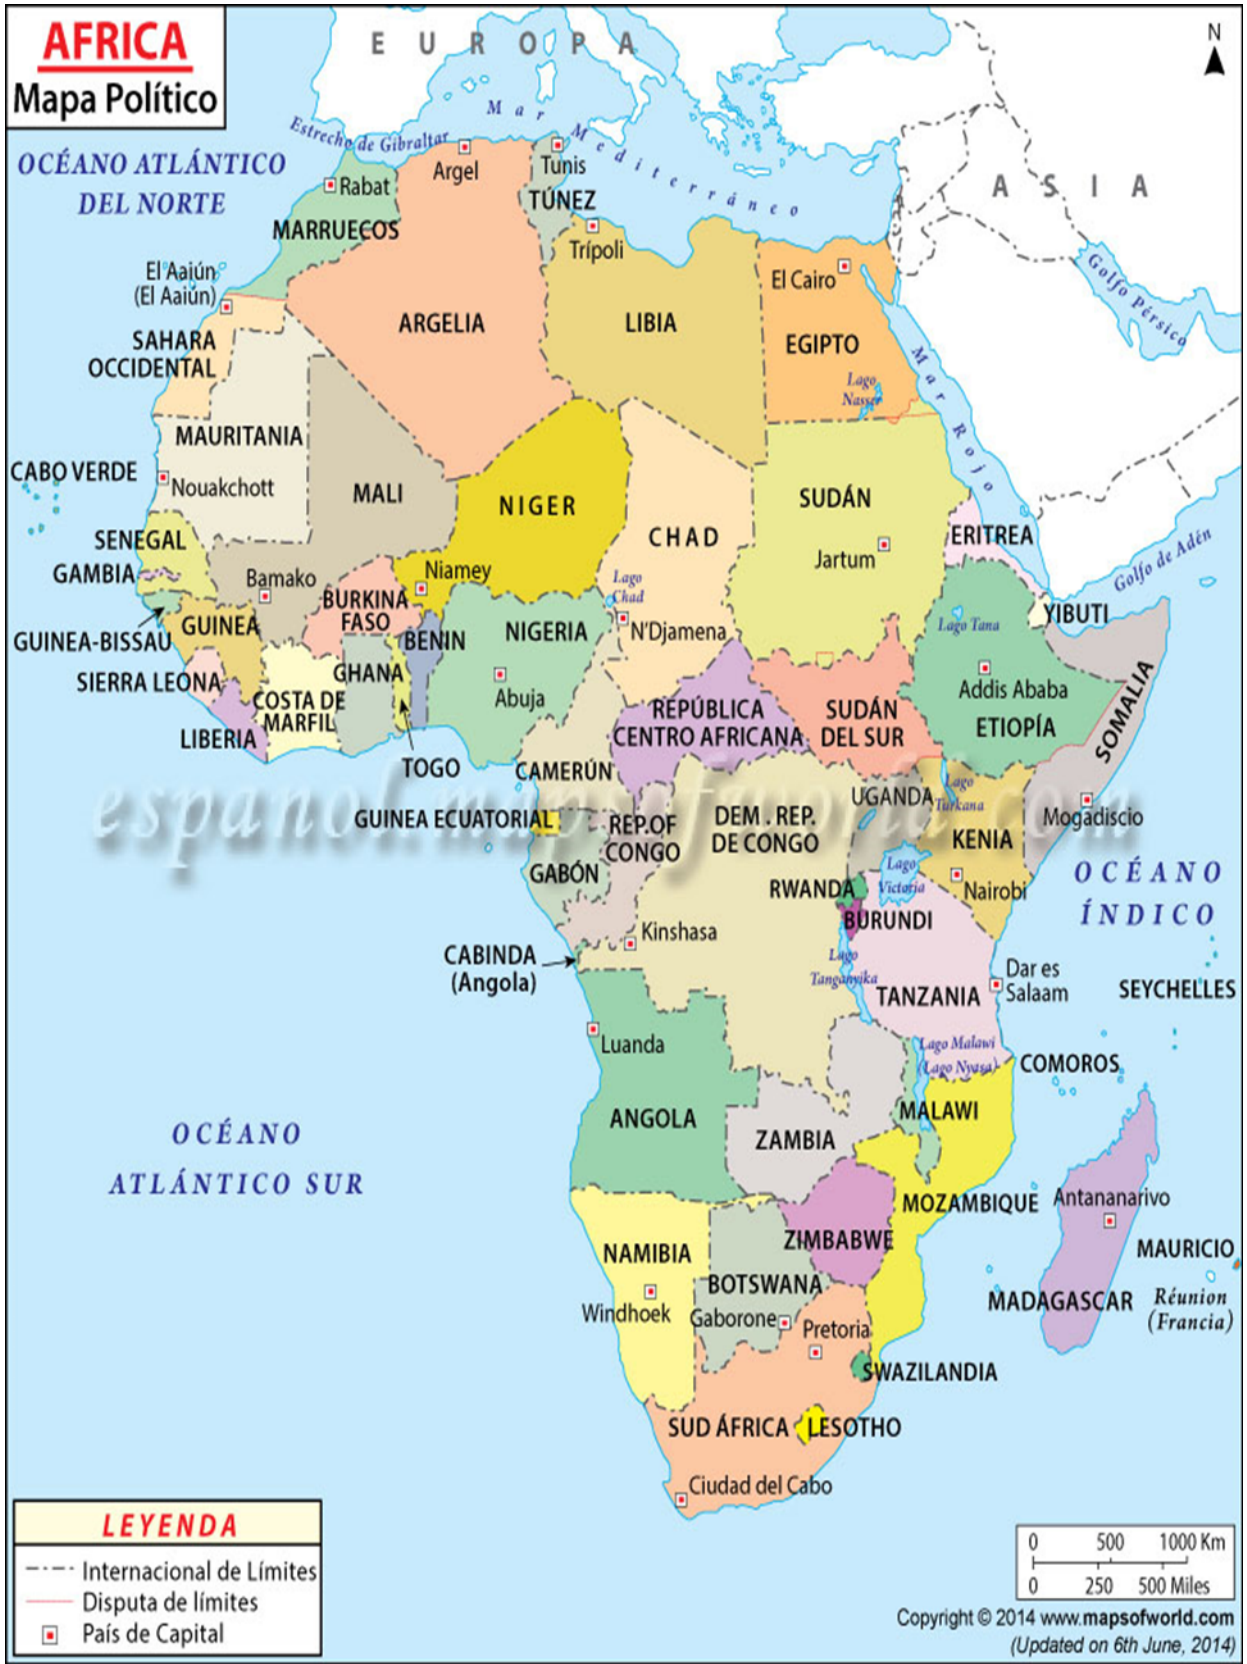 AFRICA
Mapa Político
E U R O P A
N
Mar Mediterráneo
Estrecho de Gibraltar
OCÉANO ATLÁNTICO
DEL NORTE
A S I A
Argel
Tunis
TÚNEZ
Rabat
MARRUECOS
Trípoli
El Aaiún
(El Aaiún)
El Cairo
Golfo Pérsico
SAHARA
OCCIDENTAL
ARGELIA
LIBIA
EGIPTO
Lago
Nasser
Mar Rojo
MAURITANIA
CABO VERDE
Nouakchott
MALI
NIGER
CHAD
SUDÁN
Jartum
ERITREA
Golfo de Adén
SENEGAL
GAMBIA
Bamako
Niamey
Lago
Chad
BURKINA
FASO
GUINEA-BISSAU
GUINEA
BENIN
NIGERIA
N'Djamena
Lago Tana
YIBUTI
SIERRA LEONA
GHANA
Abuja
Addis Ababa
ETIOPÍA
SOMALIA
COSTA DE
MARFIL
LIBERIA
TOGO
REPÚBLICA
CENTRO AFRICANA
SUDÁN
DEL SUR
CAMERÚN
UGANDA
Lago
Turkana
Mogadiscio
espanol.mapsofworld.com
GUINEA ECUATORIAL
REP.OF
CONGO
DEM . REP.
DE CONGO
KENIA
GABÓN
Lago
Victoria
RWANDA
Nairobi
OCÉANO
ÍNDICO
BURUNDI
Kinshasa
CABINDA
(Angola)
Lago
Tanganyika
TANZANIA
Dar es
Salaam
SEYCHELLES
Luanda
Lago Malawi
(Lago Nyasa)
COMOROS
ANGOLA
ZAMBIA
MALAWI
OCÉANO
ATLÁNTICO SUR
MOZAMBIQUE
Antananarivo
NAMIBIA
ZIMBABWE
MAURICIO
BOTSWANA
Windhoek
Gaborone
Pretoria
MADAGASCAR
Réunion
(Francia)
SWAZILANDIA
SUD ÁFRICA
LESOTHO
Ciudad del Cabo
LEYENDA
Internacional de Límites
Disputa de límites
País de Capital
0 500 1000 Km
0 250 500 Miles
Copyright © 2014 www.mapsofworld.com
(Updated on 6th June, 2014)